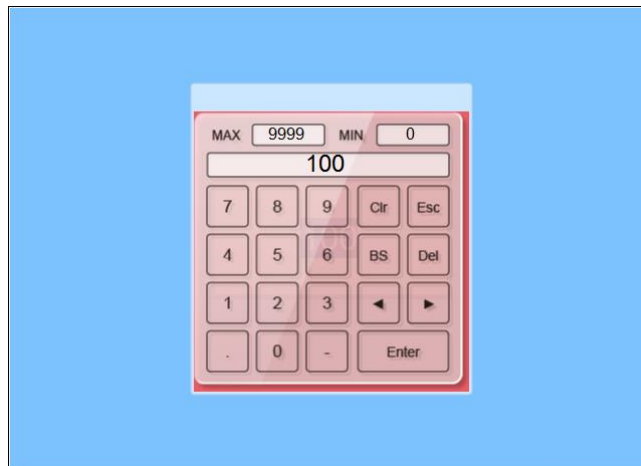 MAX 9999 MIN 0
100
7 8 9 Clr Esc
4 5 6 BS Del
1 2 3 ◄ ►
. 0 - Enter